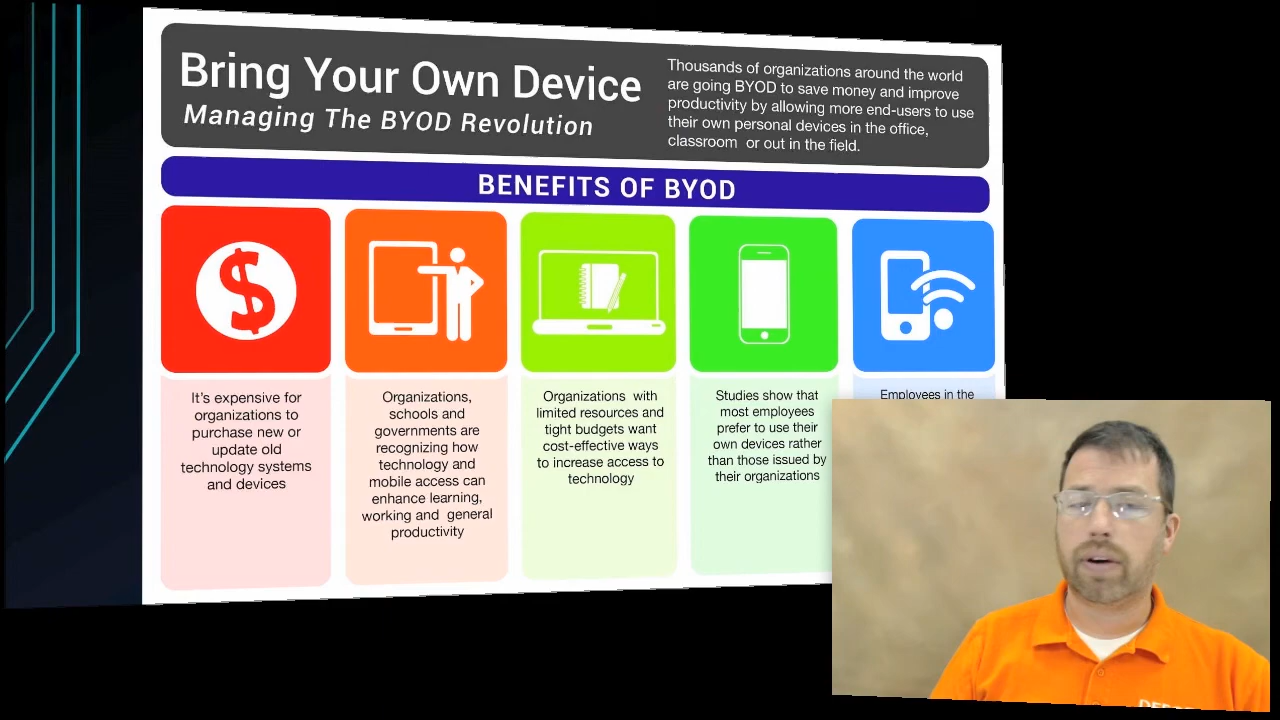 Bring Your Own Device
Managing The BYOD Revolution
Thousands of organizations around the world
are going BYOD to save money and improve
productivity by allowing more end-users to use
their own personal devices in the office,
classroom or out in the field.
BENEFITS OF BYOD
It's expensive for
organizations to
purchase new or
update old
technology systems
and devices
Organizations,
schools and
governments are
recognizing how
technology and
mobile access can
enhance learning,
working and general
productivity
Organizations with
limited resources and
tight budgets want
cost-effective ways
to increase access to
technology
Studies show that
most employees
prefer to use their
own devices rather
than those issued by
their organizations
Employees in the